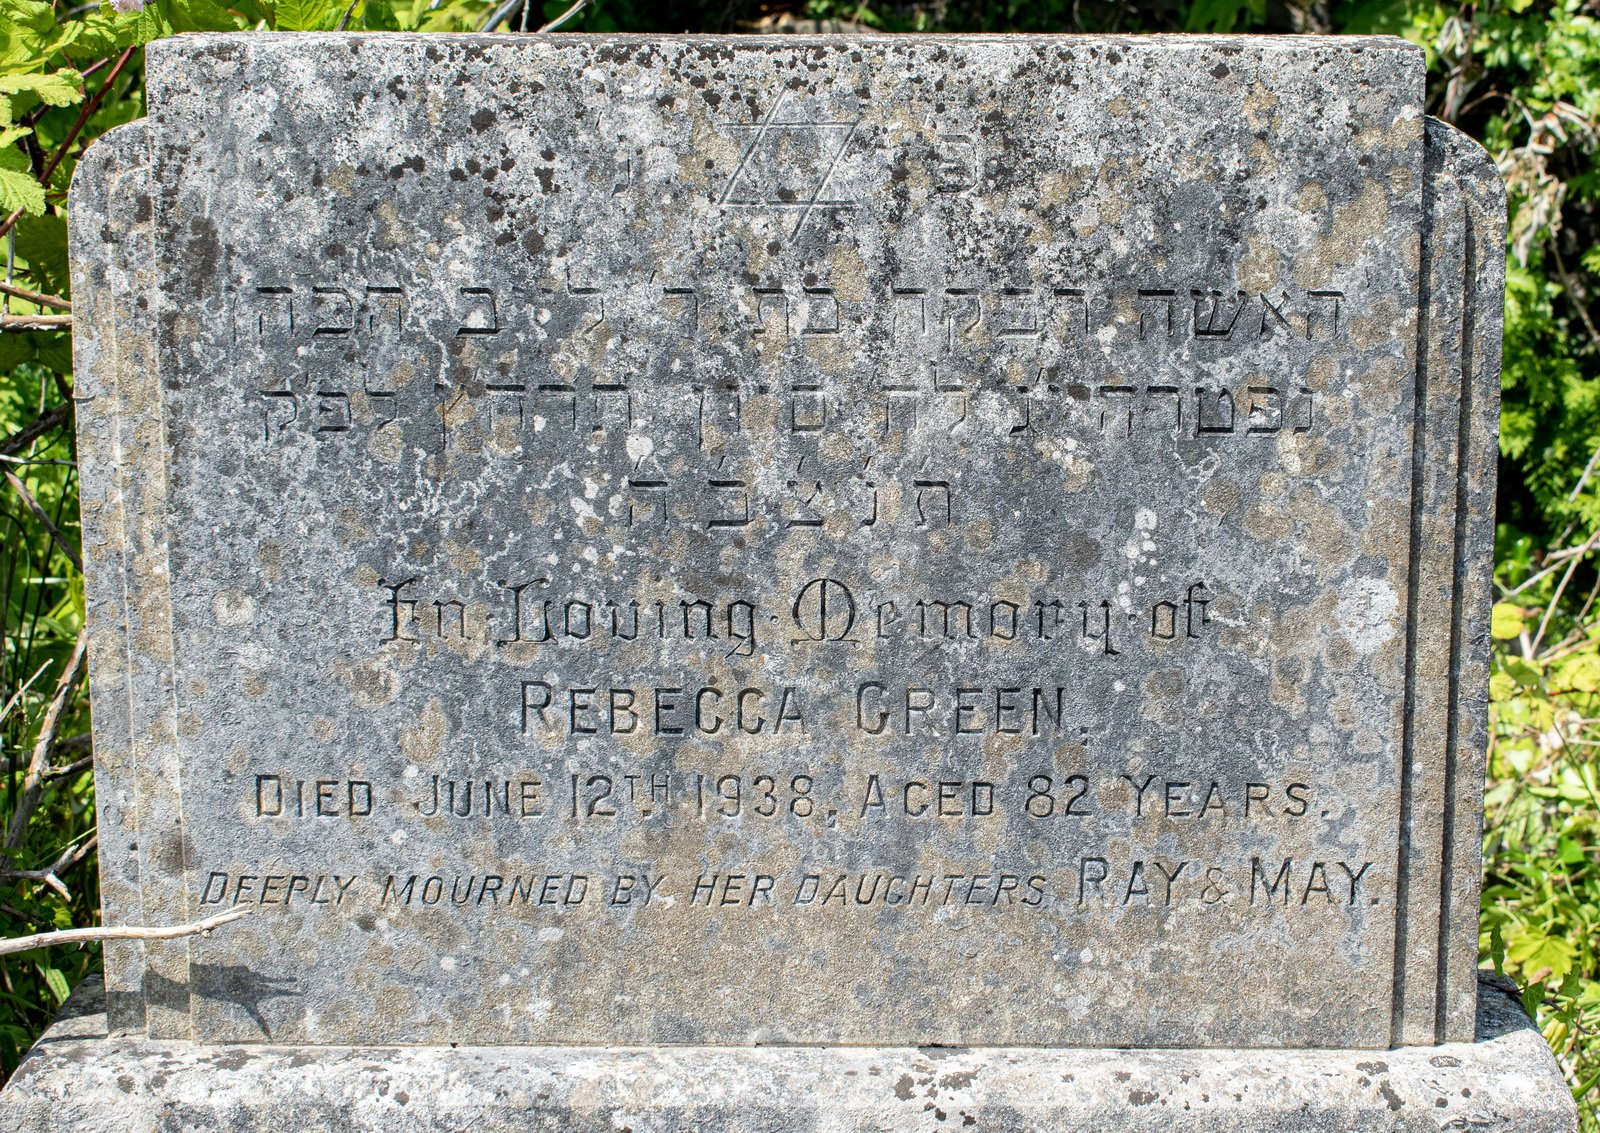 פ' נ'
האשה רבקה בת ר' הכהן
נפטרה י'ג לח' סיון תרח'ץ לפ'ק
ת' נ' צ' ב' ה'
In·Loving·Memory·of
REBECCA GREEN.
DIED JUNE 12TH. 1938, AGED 82 YEARS.
DEEPLY MOURNED BY HER DAUGHTERS RAY & MAY.